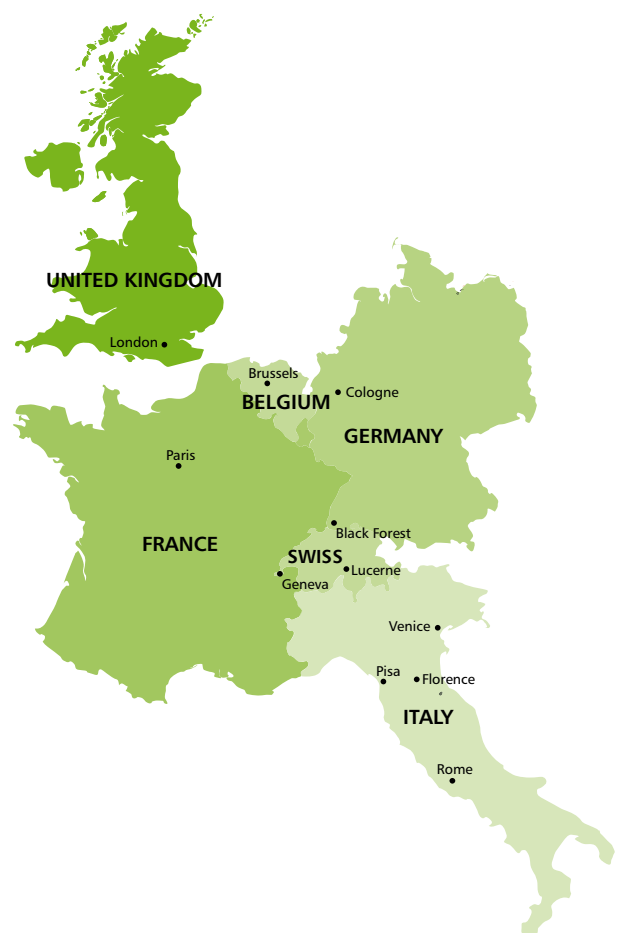 UNITED KINGDOM
London
Brussels
BELGIUM
Cologne
GERMANY
Paris
Black Forest
FRANCE
SWISS
Lucerne
Geneva
Venice
Pisa
Florence
ITALY
Rome